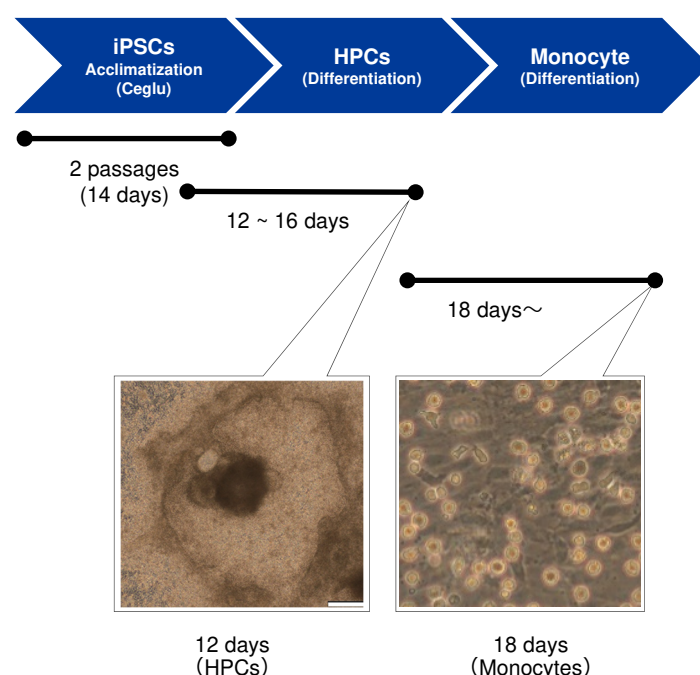 iPSCs
Acclimatization
(Ceglu)
HPCs
(Differentiation)
Monocyte
(Differentiation)
2 passages
(14 days)
12 ~ 16 days
18 days～
12 days
（HPCs）
18 days
（Monocytes）